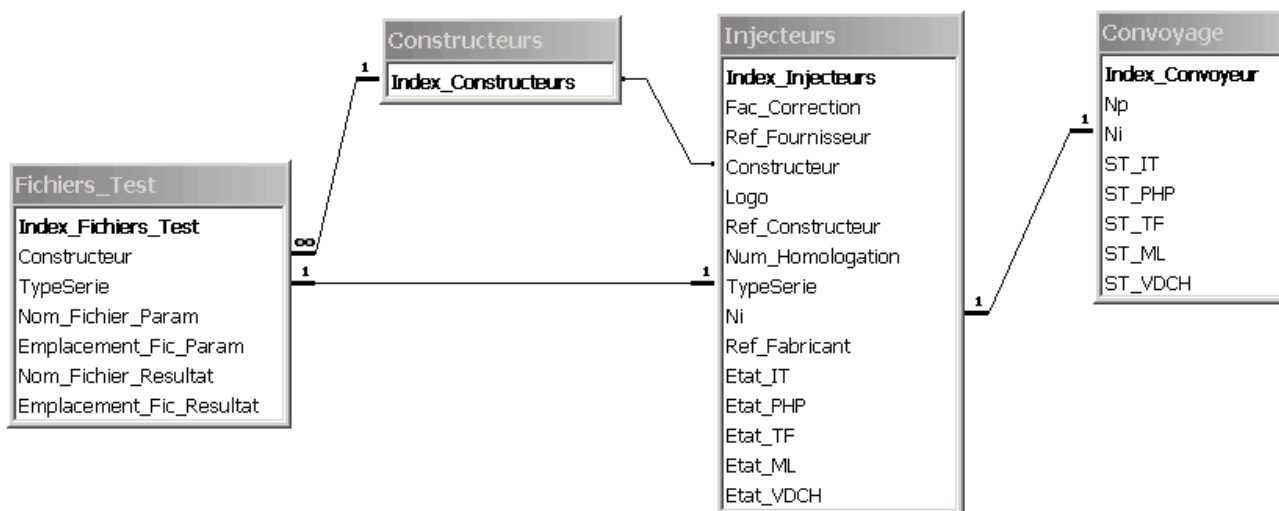 Constructeurs
Index_Constructeurs
1
Fichiers_Test
Index_Fichiers_Test
Constructeur
TypeSerie
Nom_Fichier_Param
Emplacement_Fic_Param
Nom_Fichier_Resultat
Emplacement_Fic_Resultat
∞
1
1
Injecteurs
Index_Injecteurs
Fac_Correction
Ref_Fournisseur
Constructeur
Logo
Ref_Constructeur
Num_Homologation
TypeSerie
Ni
Ref_Fabricant
Etat_IT
Etat_PHP
Etat_TF
Etat_ML
Etat_VDCH
1
1
Convoyage
Index_Convoyeur
Np
Ni
ST_IT
ST_PHP
ST_TF
ST_ML
ST_VDCH